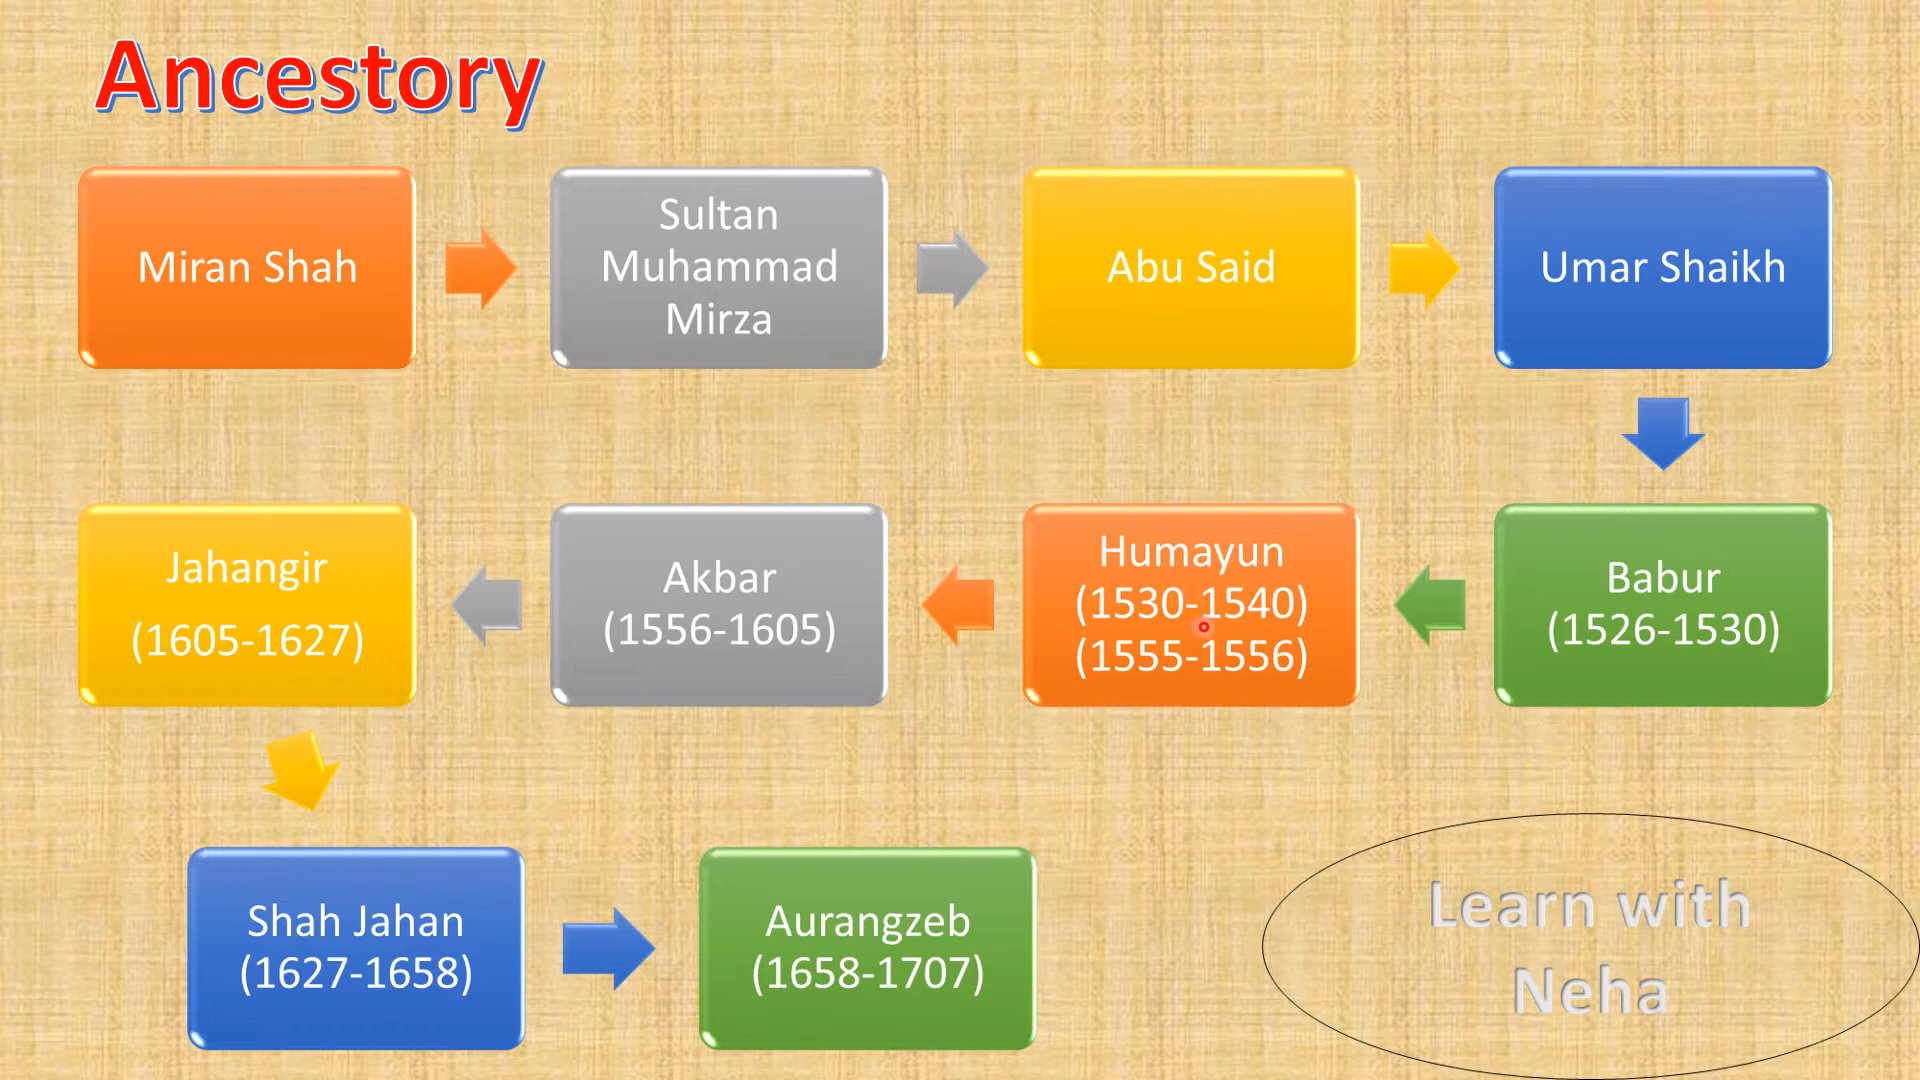 Ancestory
Miran Shah
Sultan
Muhammad
Mirza
Abu Said
Umar Shaikh
Babur
(1526-1530)
Humayun
(1530-1540)
(1555-1556)
Akbar
(1556-1605)
Jahangir
(1605-1627)
Shah Jahan
(1627-1658)
Aurangzeb
(1658-1707)
Learn with
Neha